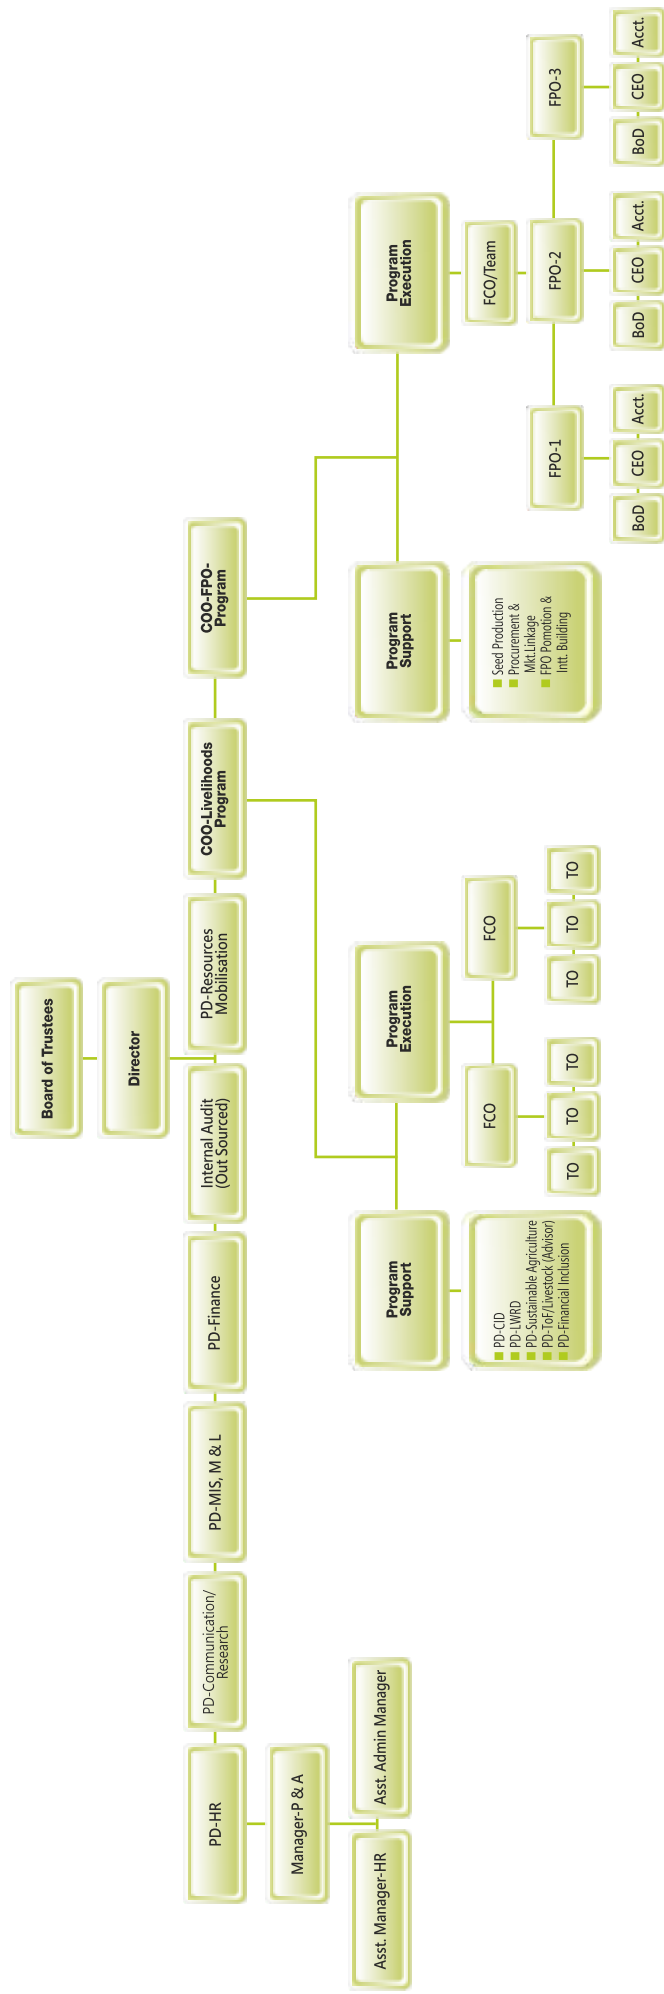 Board of Trustees
Director
PD-HR
PD-Communication/
Research
PD-MIS, M & L
PD-Finance
Internal Audit
(Out Sourced)
PD-Resources
Mobilisation
COO-Livelihoods
Program
COO-FPO-
Program
Manager-P & A
Asst. Manager-HR
Asst. Admin Manager
Program
Support
Program
Execution
Program
Support
Program
Execution
PD-CID
PD-LWRD
PD-Sustainable Agriculture
PD-ToF/Livestock (Advisor)
PD-Financial Inclusion
FCO
FCO
TO
TO
TO
TO
TO
TO
Seed Production
Procurement &
Mkt.Linkage
FPO Pomotion &
Intt. Building
FCO/Team
FPO-1
FPO-2
FPO-3
BoD
CEO
Acct.
BoD
CEO
Acct.
BoD
CEO
Acct.